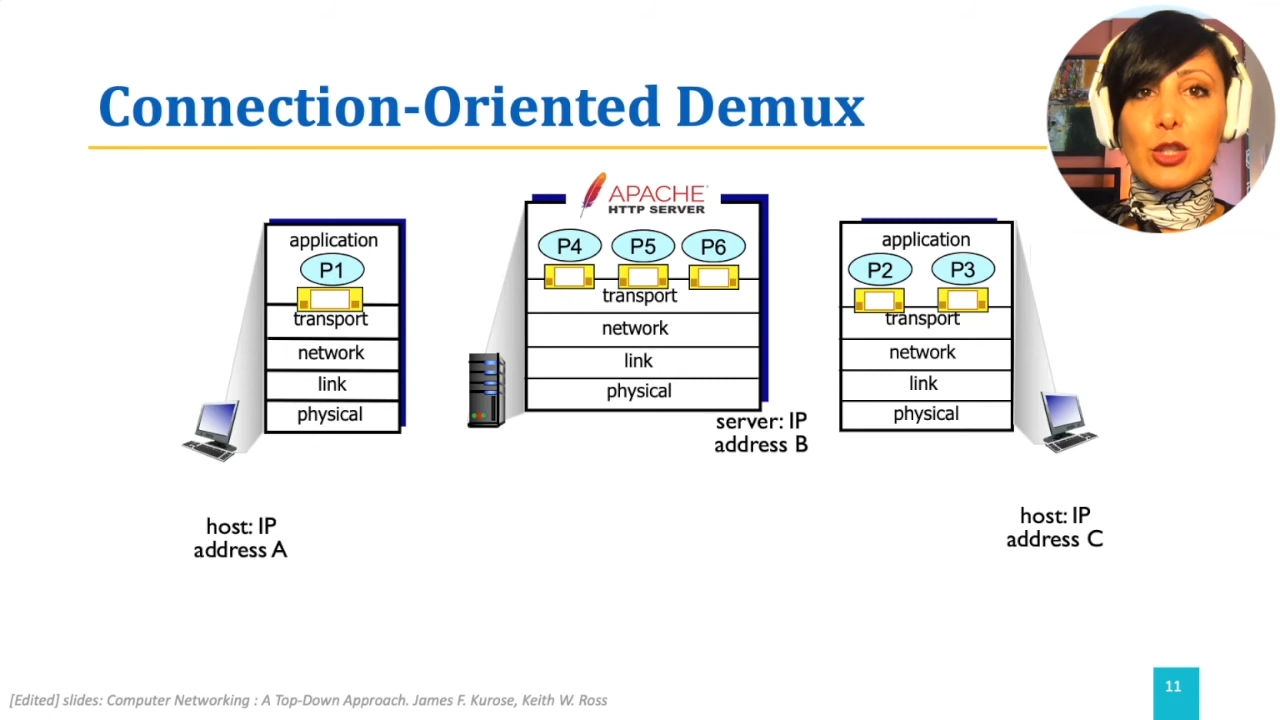 Connection-Oriented Demux
APACHE
HTTP SERVER
application
P1
transport
network
link
physical
P4 P5 P6
transport
network
link
physical
server: IP
address B
application
P2 P3
transport
network
link
physical
host: IP
address A
host: IP
address C
[Edited] slides: Computer Networking : A Top-Down Approach. James F. Kurose, Keith W. Ross
11